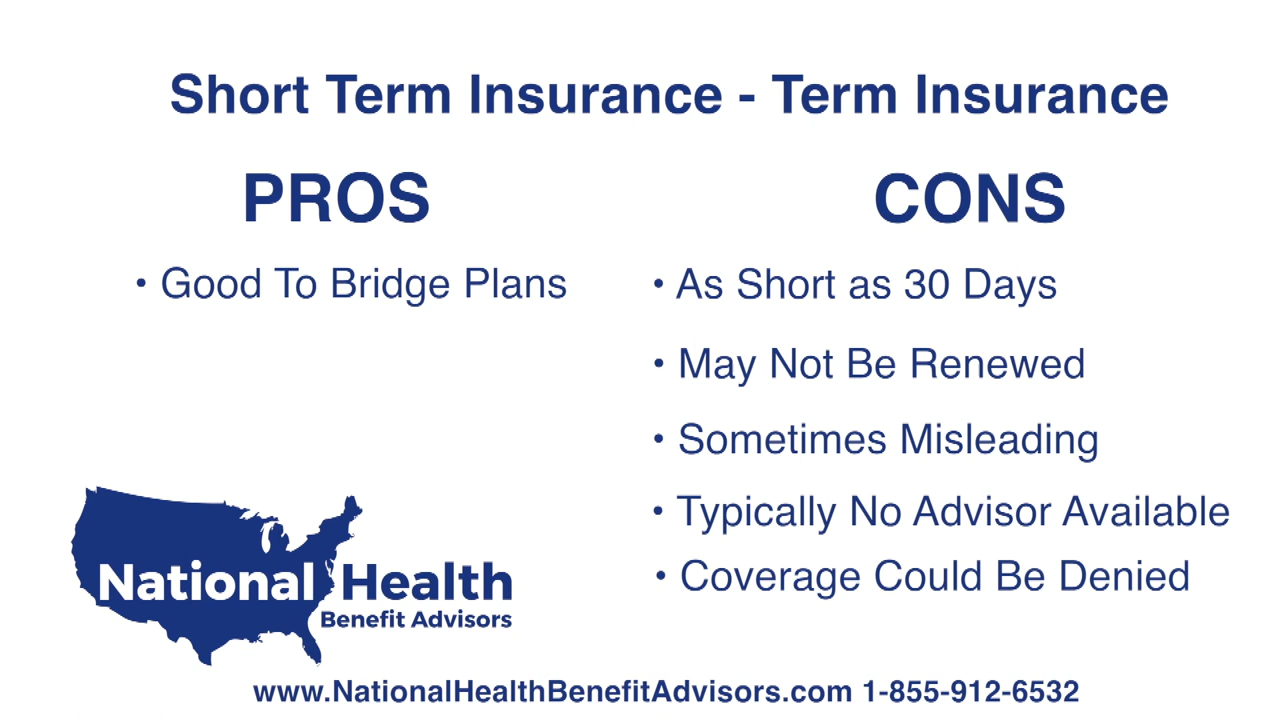 Short Term Insurance - Term Insurance
PROS
• Good To Bridge Plans
CONS
• As Short as 30 Days
• May Not Be Renewed
• Sometimes Misleading
• Typically No Advisor Available
• Coverage Could Be Denied
National Health
Benefit Advisors
www.NationalHealthBenefitAdvisors.com 1-855-912-6532